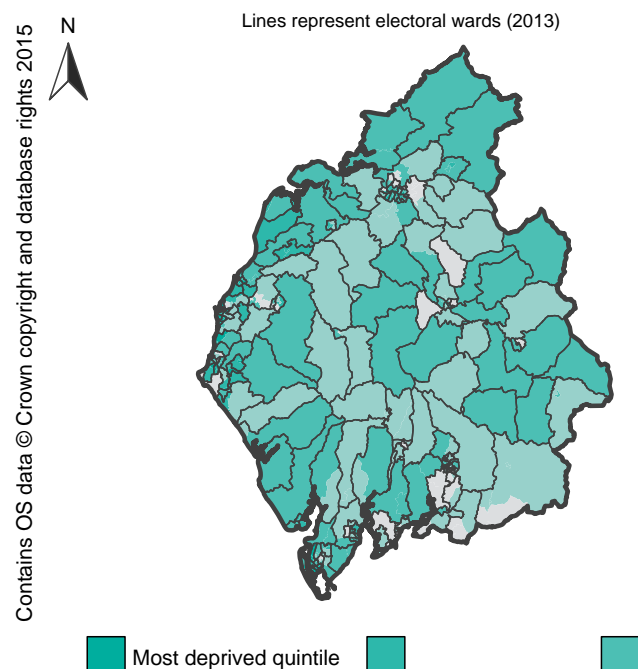 Lines represent electoral wards (2013)
N
Contains OS data © Crown copyright and database rights 2015
Most deprived quintile